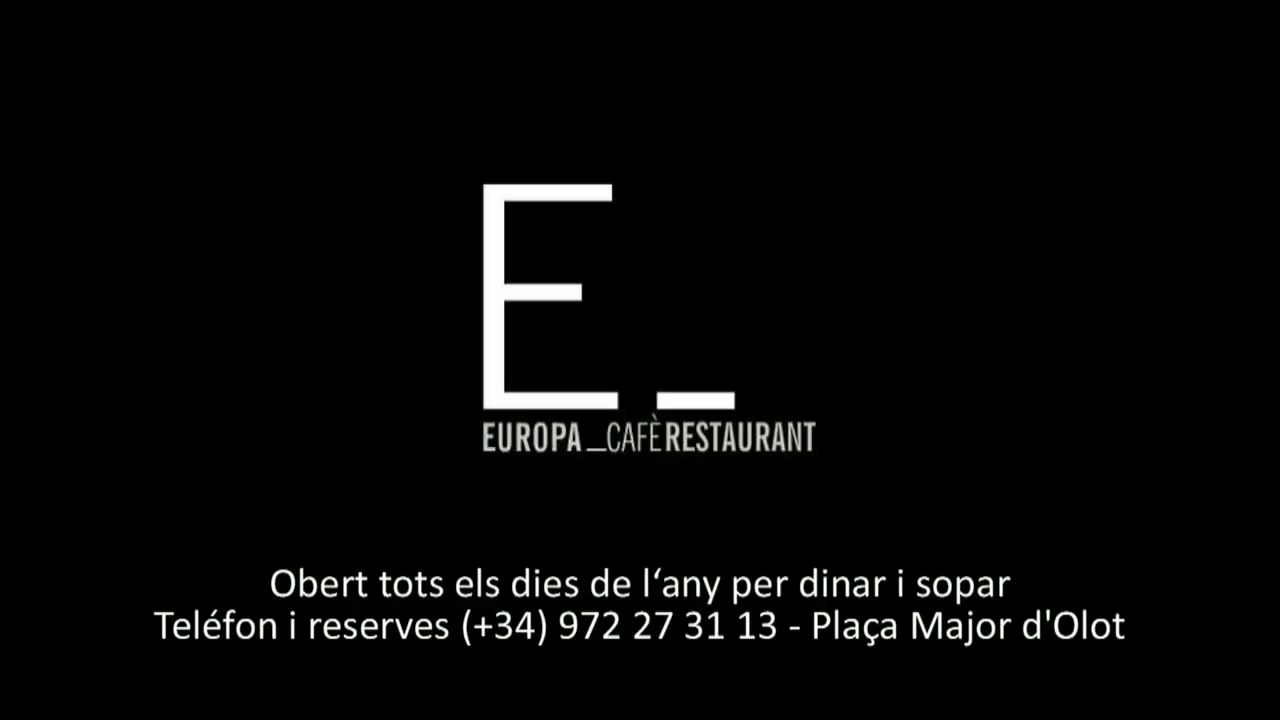 E_
EUROPA_CAFÈRESTAURANT
Obert tots els dies de l‘any per dinar i sopar
Teléfon i reserves (+34) 972 27 31 13 - Plaça Major d'Olot